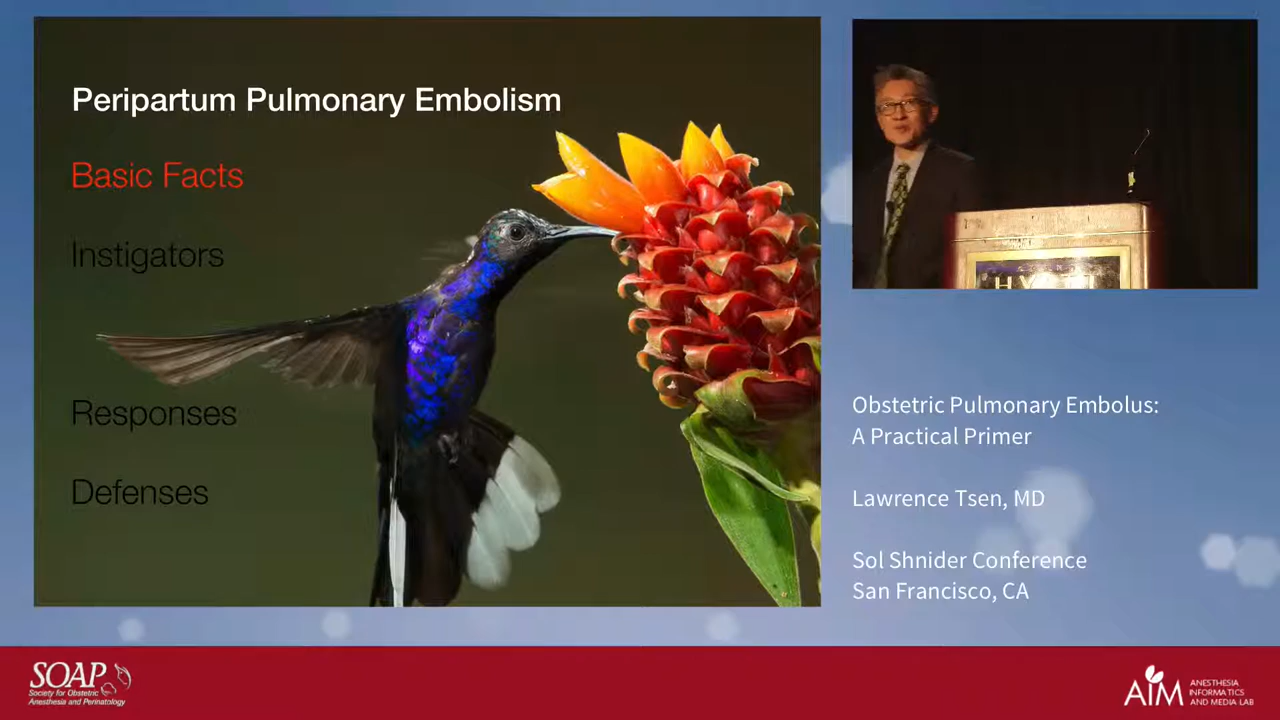 Peripartum Pulmonary Embolism
Basic Facts
Instigators
Responses
Defenses
HYATT
Obstetric Pulmonary Embolus:
A Practical Primer
Lawrence Tsen, MD
Sol Shnider Conference
San Francisco, CA
SOAP
Society for Obstetric
Anesthesia and Perinatology
AIM
ANESTHESIA
INFORMATICS
AND MEDIA LAB